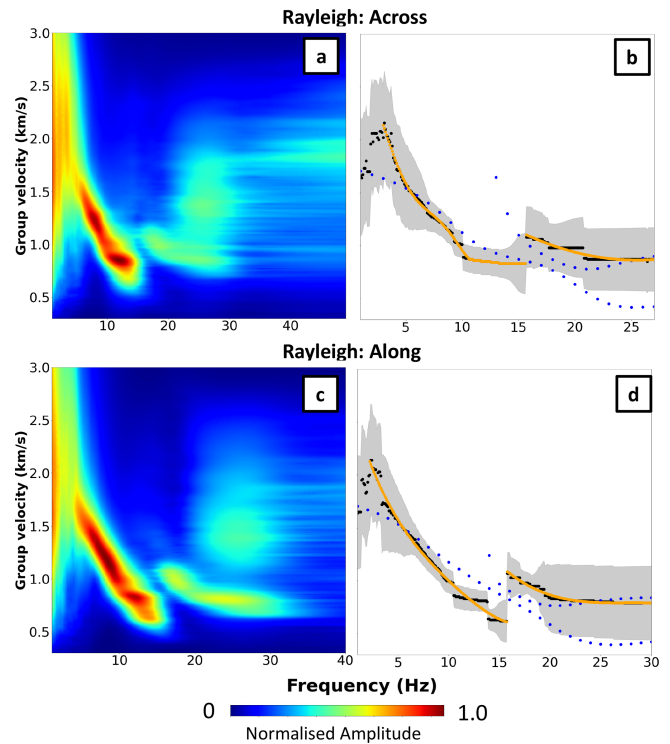 Rayleigh: Across
a
b
Group velocity (km/s)
3.0
2.5
2.0
1.5
1.0
0.5
10 20 30 40
5 10 15 20 25
Rayleigh: Along
c
d
Group velocity (km/s)
3.0
2.5
2.0
1.5
1.0
0.5
10 20 30 40
5 10 15 20 25 30
Frequency (Hz)
0 1.0
Normalised Amplitude